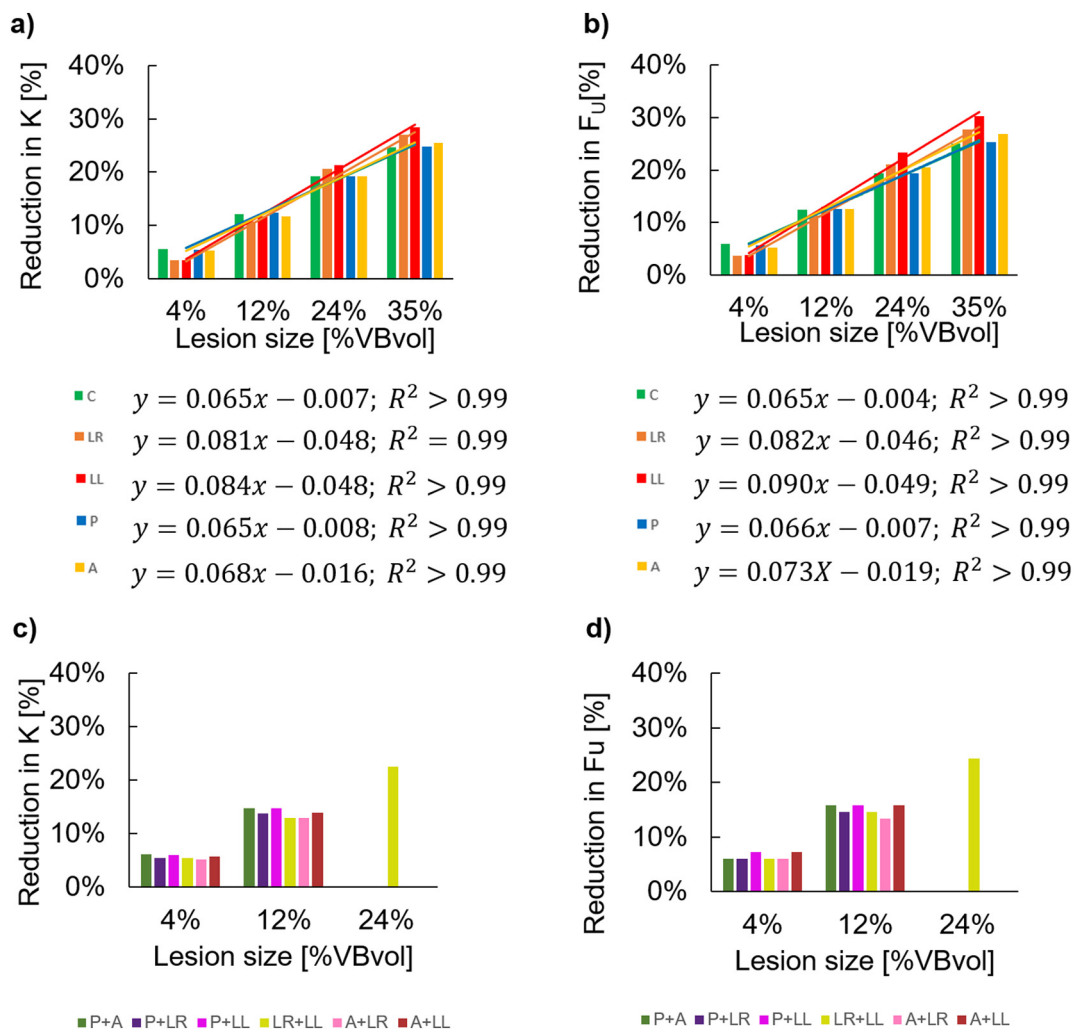 a)
Reduction in K [%]
40%
30%
20%
10%
0%
4% 12% 24% 35%
Lesion size [%VBvol]
C y = 0.065x − 0.007; R² > 0.99
LR y = 0.081x − 0.048; R² = 0.99
LL y = 0.084x − 0.048; R² > 0.99
P y = 0.065x − 0.008; R² > 0.99
A y = 0.068x − 0.016; R² > 0.99
b)
Reduction in F_U[%]
40%
30%
20%
10%
0%
4% 12% 24% 35%
Lesion size [%VBvol]
C y = 0.065x − 0.004; R² > 0.99
LR y = 0.082x − 0.046; R² > 0.99
LL y = 0.090x − 0.049; R² > 0.99
P y = 0.066x − 0.007; R² > 0.99
A y = 0.073X − 0.019; R² > 0.99
c)
Reduction in K [%]
40%
30%
20%
10%
0%
4% 12% 24%
Lesion size [%VBvol]
P+A P+LR P+LL LR+LL A+LR A+LL
d)
Reduction in Fu [%]
40%
30%
20%
10%
0%
4% 12% 24%
Lesion size [%VBvol]
P+A P+LR P+LL LR+LL A+LR A+LL